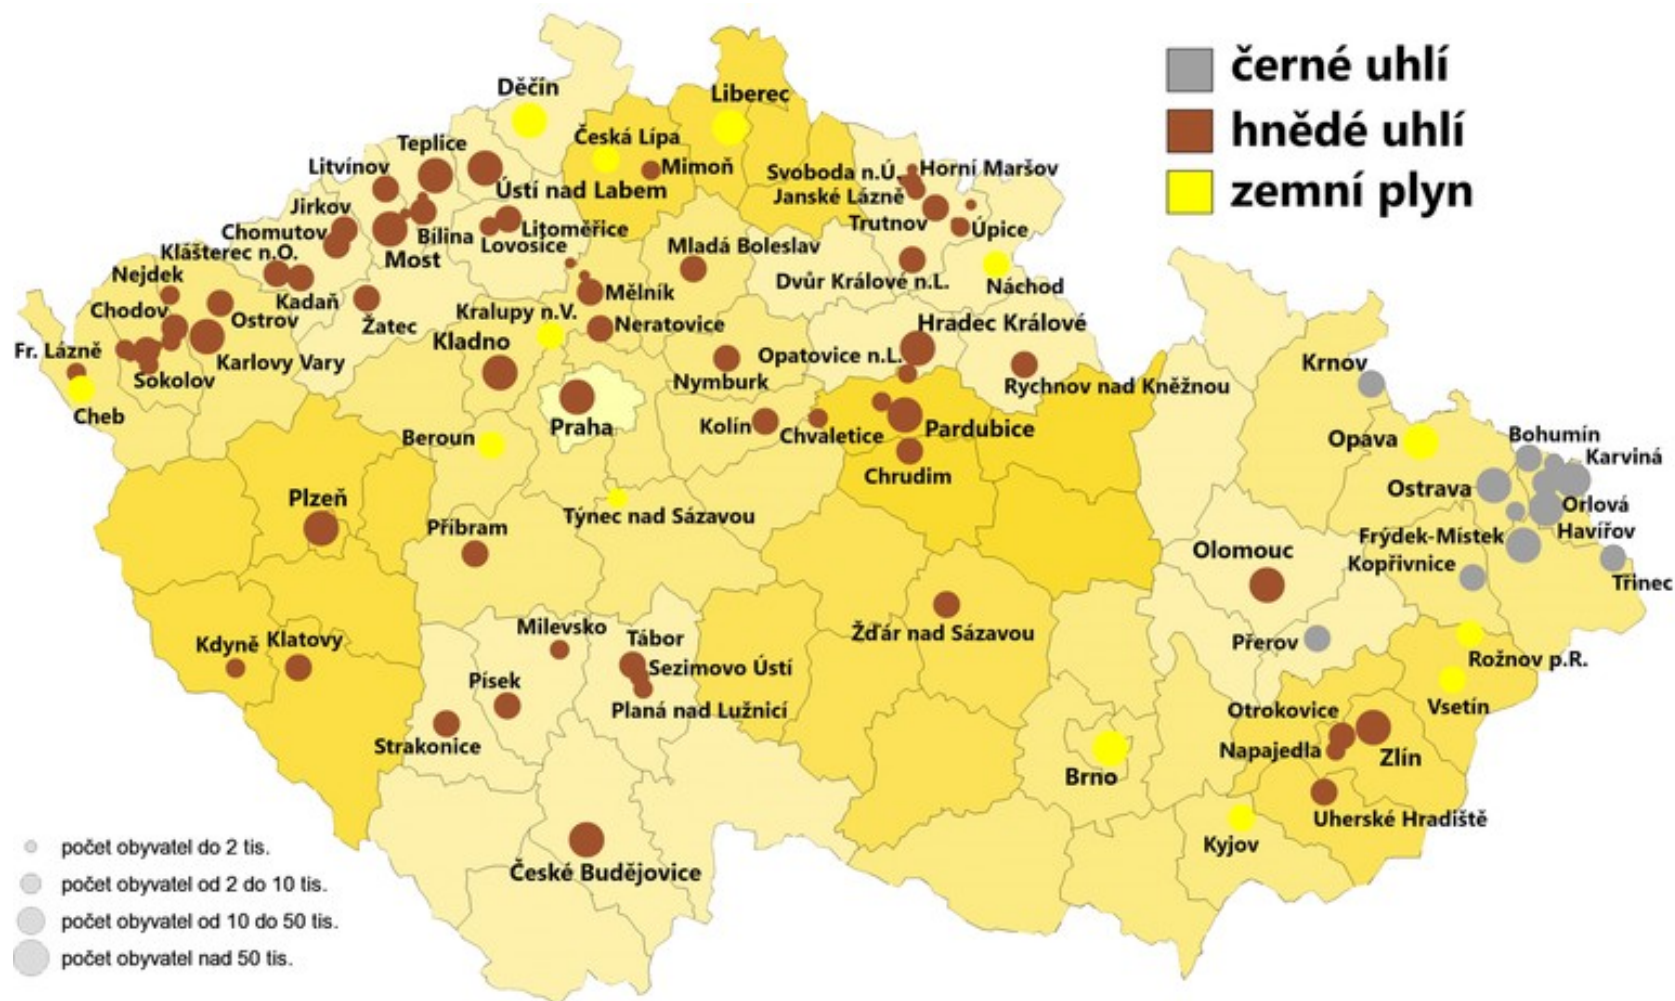 černé uhlí
hnědé uhlí
zemní plyn
Děčín
Liberec
Česká Lípa
Mimoň
Teplice
Litvínov
Ústí nad Labem
Jirkov
Chomutov
Bílina
Litoměřice
Lovosice
Klášterec n.O.
Most
Nejdek
Kadaň
Chodov
Ostrov
Žatec
Fr. Lázně
Karlovy Vary
Sokolov
Cheb
Svoboda n.Ú.
Horní Maršov
Janské Lázně
Trutnov
Úpice
Mladá Boleslav
Dvůr Králové n.L.
Náchod
Mělník
Kralupy n.V.
Neratovice
Kladno
Hradec Králové
Opatovice n.L.
Nymburk
Rychnov nad Kněžnou
Praha
Kolín
Chvaletice
Pardubice
Beroun
Chrudim
Krnov
Opava
Bohumín
Karviná
Ostrava
Orlová
Havířov
Frýdek-Místek
Kopřivnice
Třinec
Plzeň
Příbram
Týnec nad Sázavou
Olomouc
Přerov
Rožnov p.R.
Vsetín
Kdyně
Klatovy
Milevsko
Tábor
Sezimovo Ústí
Žďár nad Sázavou
Písek
Planá nad Lužnicí
Strakonice
Otrokovice
Napajedla
Zlín
Brno
Uherské Hradiště
Kyjov
České Budějovice
počet obyvatel do 2 tis.
počet obyvatel od 2 do 10 tis.
počet obyvatel od 10 do 50 tis.
počet obyvatel nad 50 tis.